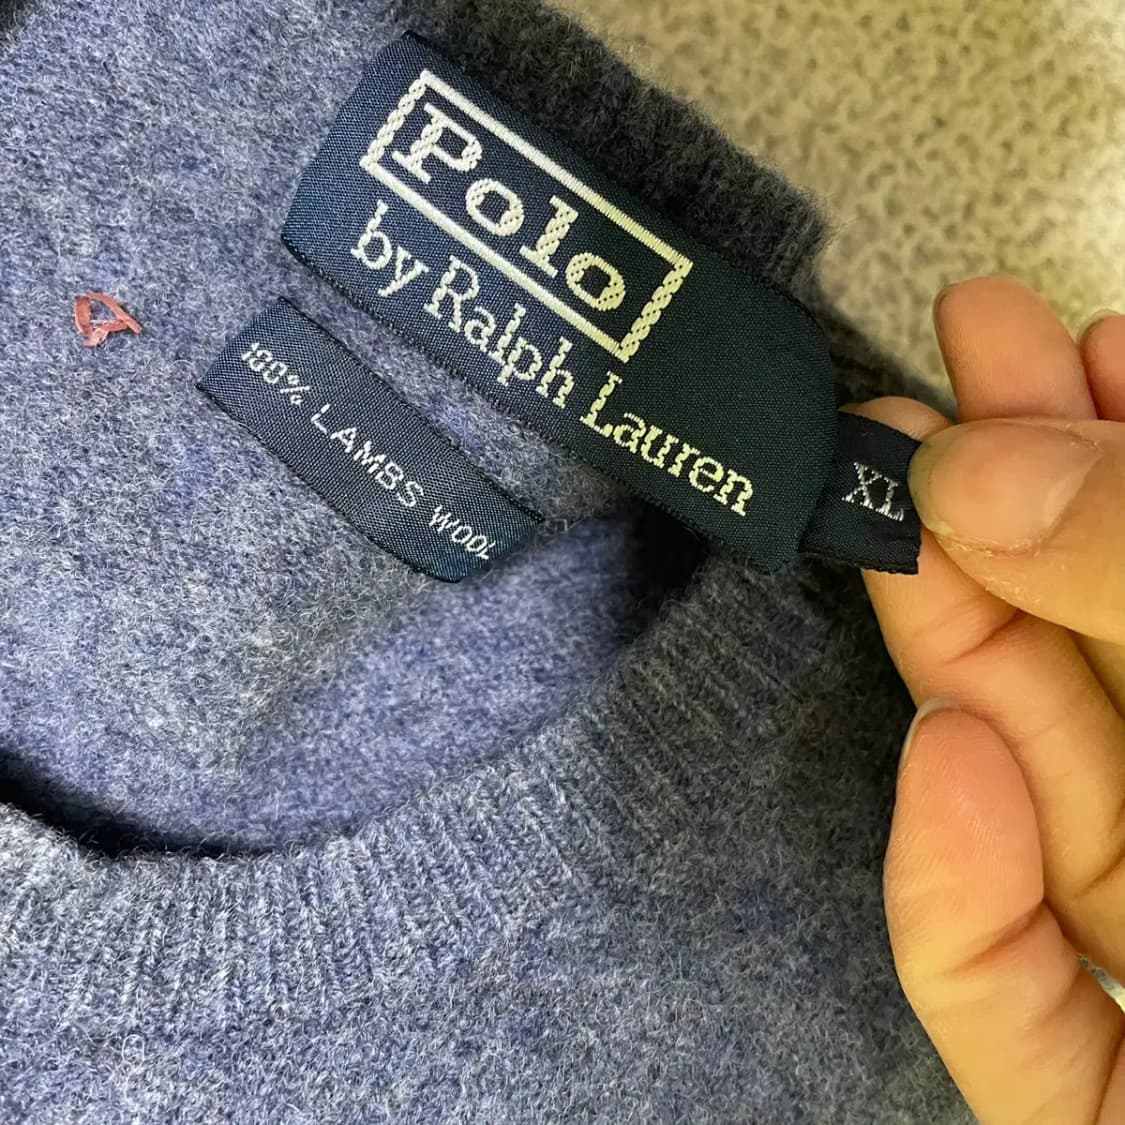 Polo
by Ralph Lauren
XL
100% LAMBS WOOL